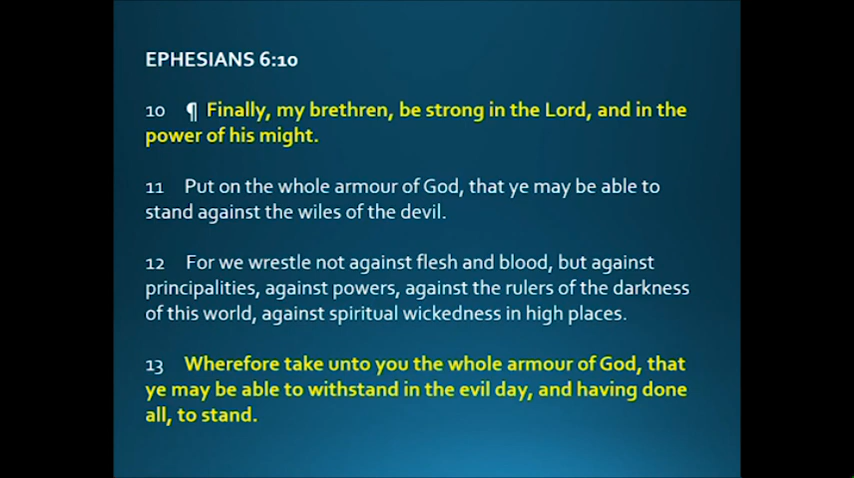 EPHESIANS 6:10
10 ¶ Finally, my brethren, be strong in the Lord, and in the
power of his might.
11 Put on the whole armour of God, that ye may be able to
stand against the wiles of the devil.
12 For we wrestle not against flesh and blood, but against
principalities, against powers, against the rulers of the darkness
of this world, against spiritual wickedness in high places.
13 Wherefore take unto you the whole armour of God, that
ye may be able to withstand in the evil day, and having done
all, to stand.